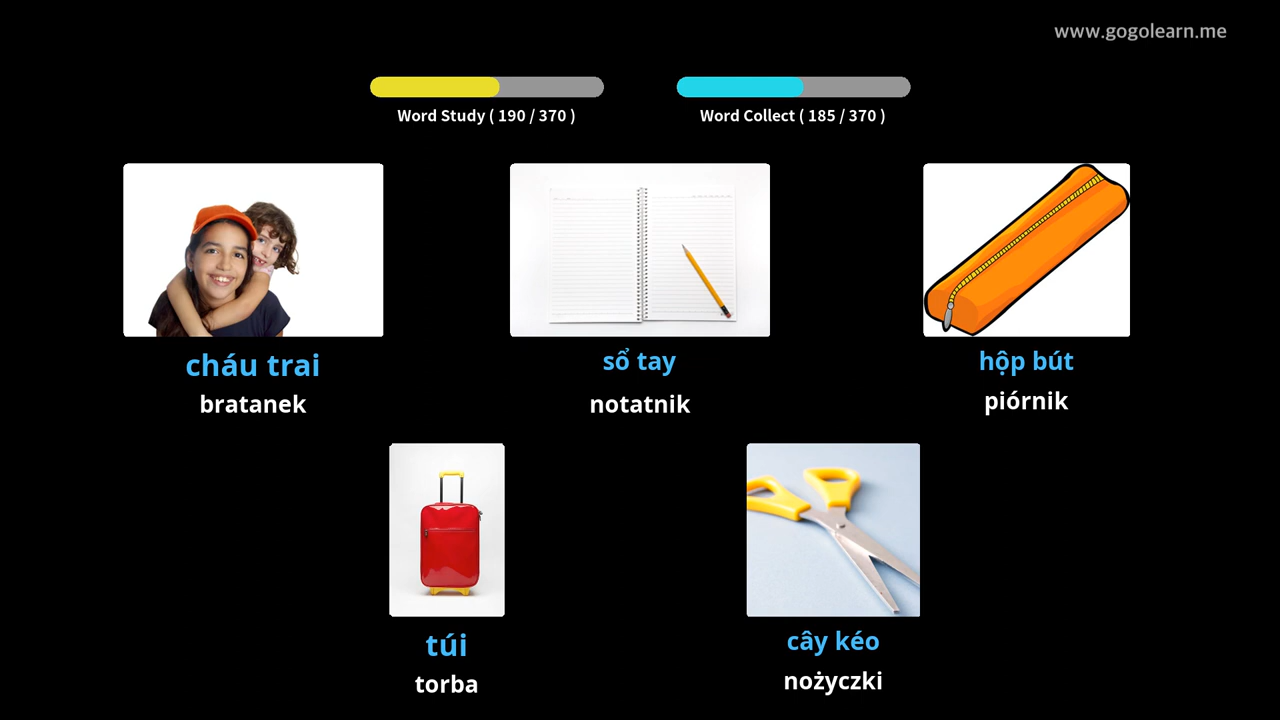 www.gogolearn.me
Word Study ( 190 / 370 )
Word Collect ( 185 / 370 )
cháu trai
bratanek
sổ tay
notatnik
hộp bút
piórnik
túi
torba
cây kéo
nożyczki